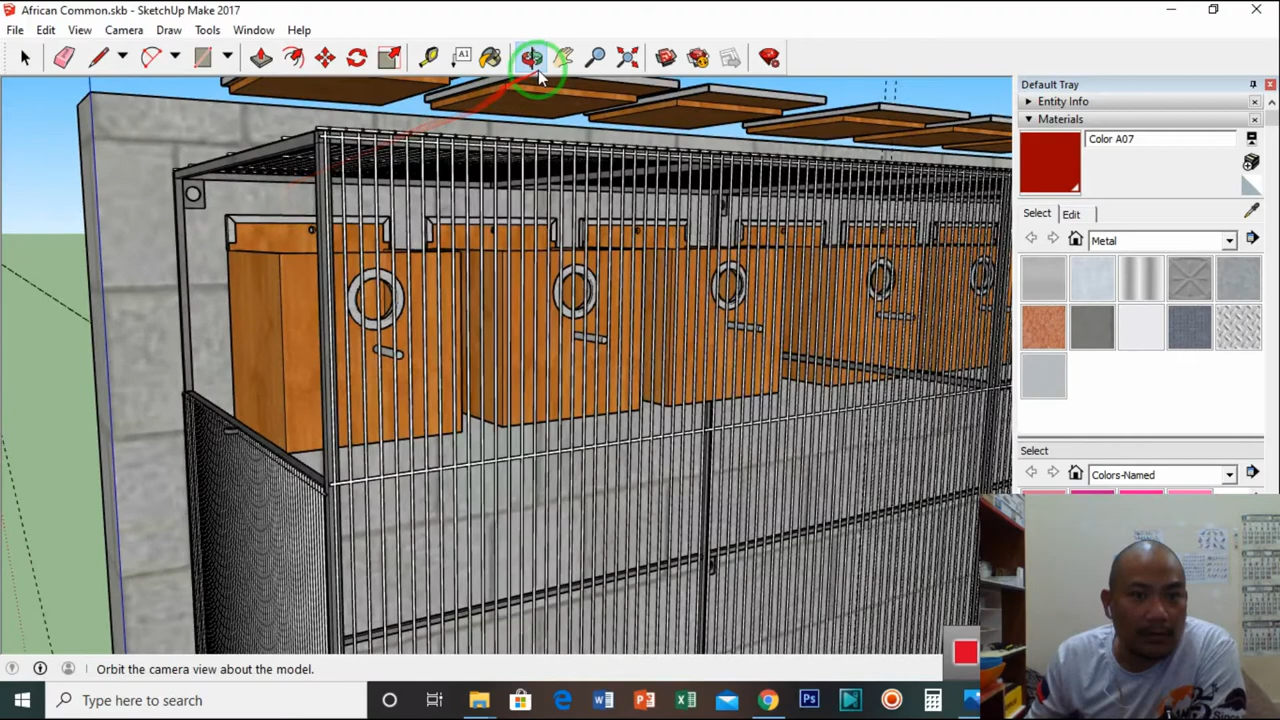 African Common.skb - SketchUp Make 2017
File Edit View Camera Draw Tools Window Help
A1
Default Tray
Entity Info
Materials
Color A07
Select Edit
Metal
Select
Colors-Named
Orbit the camera view about the model.
Type here to search